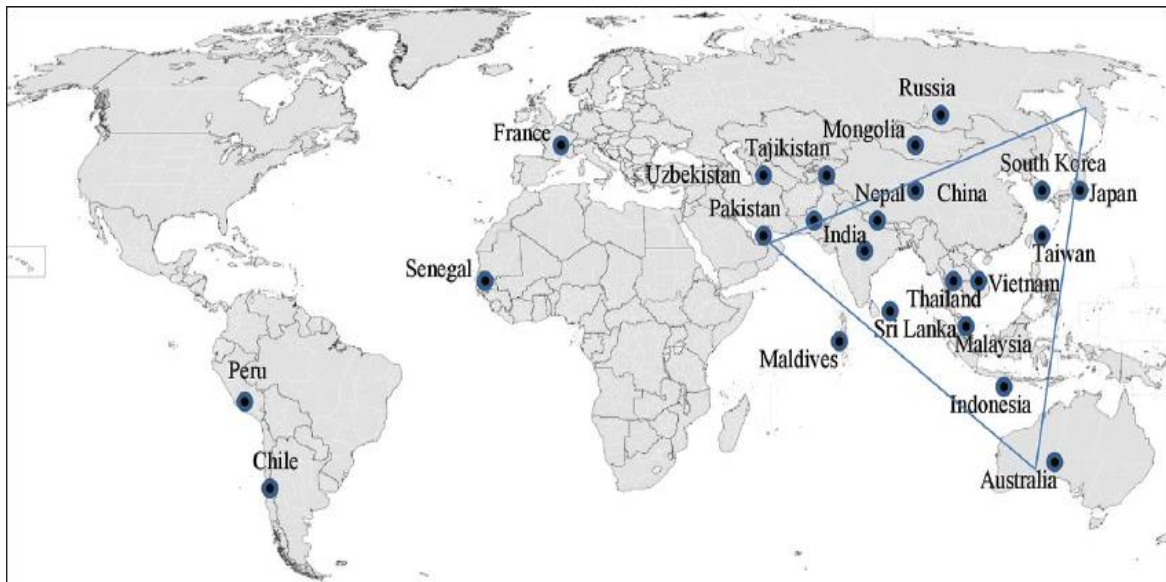 Russia
France
Mongolia
Tajikistan
South Korea
Uzbekistan
Nepal
China
Japan
Pakistan
India
Taiwan
Senegal
Thailand
Vietnam
Sri Lanka
Malaysia
Maldives
Peru
Indonesia
Chile
Australia